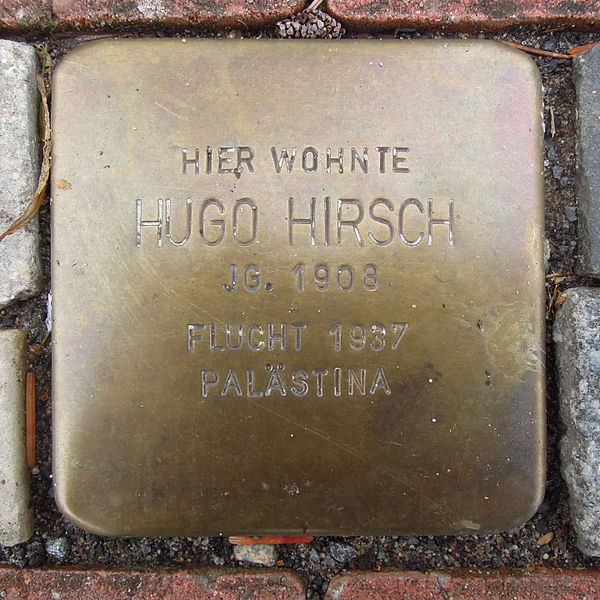 HIER WOHNTE
HUGO HIRSCH
JG. 1908
FLUCHT 1937
PALÄSTINA